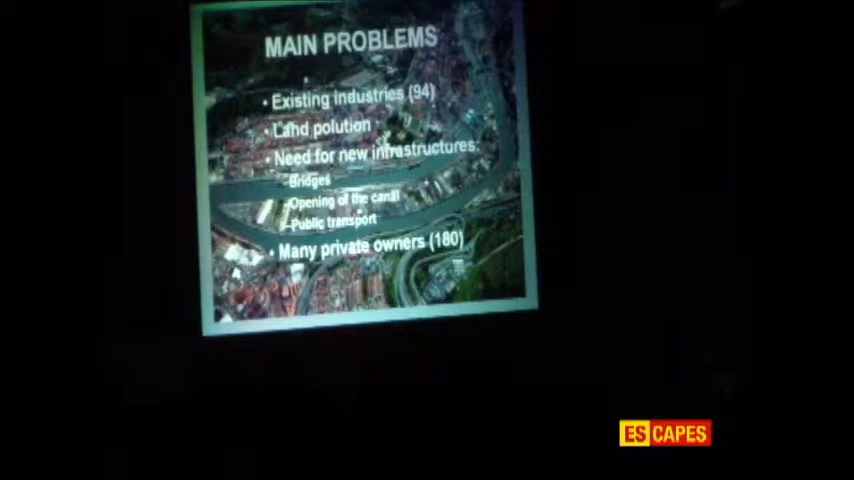 MAIN PROBLEMS
• Existing industries (94)
• Land polution
• Need for new infrastructures:
–Bridges
–Opening of the canal
–Public transport
• Many private owners (180)
ESCAPES